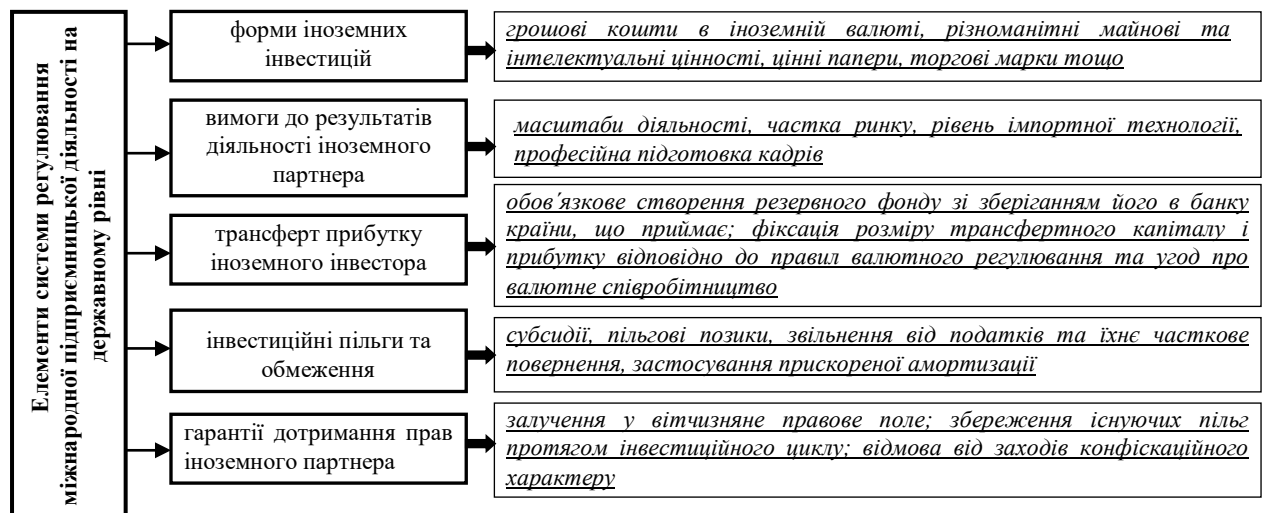 Елементи системи регулювання
міжнародної підприємницької діяльності на
державному рівні
форми іноземних
інвестицій
грошові кошти в іноземній валюті, різноманітні майнові та
інтелектуальні цінності, цінні папери, торгові марки тощо
вимоги до результатів
діяльності іноземного
партнера
масштаби діяльності, частка ринку, рівень імпортної технології,
професійна підготовка кадрів
трансферт прибутку
іноземного інвестора
обов´язкове створення резервного фонду зі зберіганням його в банку
країни, що приймає; фіксація розміру трансфертного капіталу і
прибутку відповідно до правил валютного регулювання та угод про
валютне співробітництво
інвестиційні пільги та
обмеження
субсидії, пільгові позики, звільнення від податків та їхнє часткове
повернення, застосування прискореної амортизації
гарантії дотримання прав
іноземного партнера
залучення у вітчизняне правове поле; збереження існуючих пільг
протягом інвестиційного циклу; відмова від заходів конфіскаційного
характеру